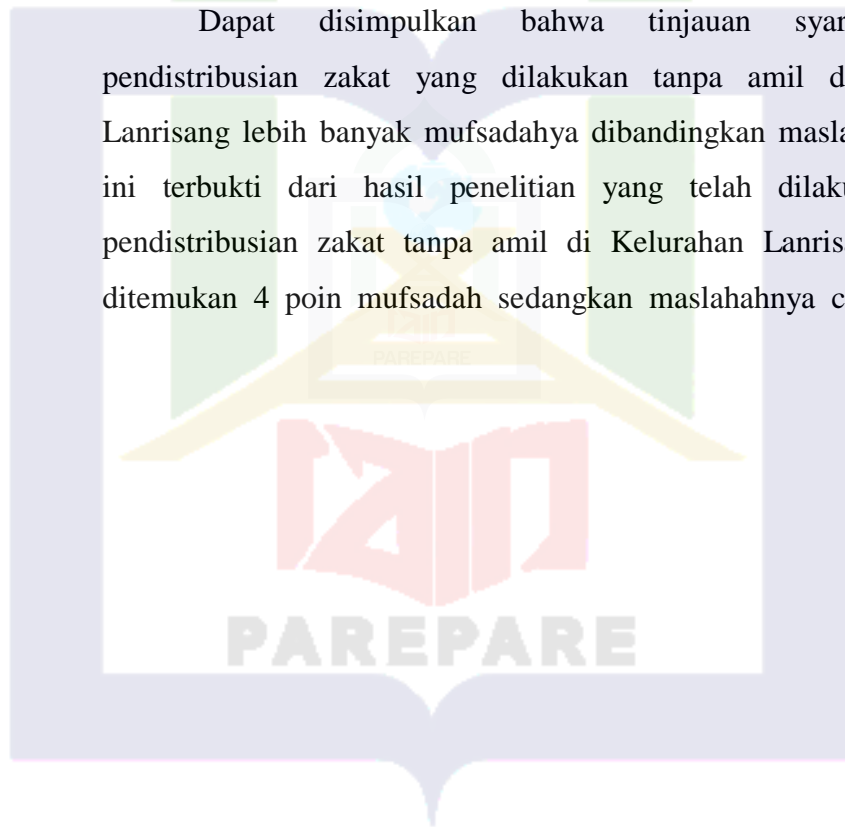 Dapat disimpulkan bahwa tinjauan
pendistribusian zakat yang dilakukan tanpa amil
Lanrisang lebih banyak mufsadahya dibandingkan
ini terbukti dari hasil penelitian yang telah
pendistribusian zakat tanpa amil di Kelurahan
ditemukan 4 poin mufsadah sedangkan maslahahnya
PAREPARE
PAREPARE